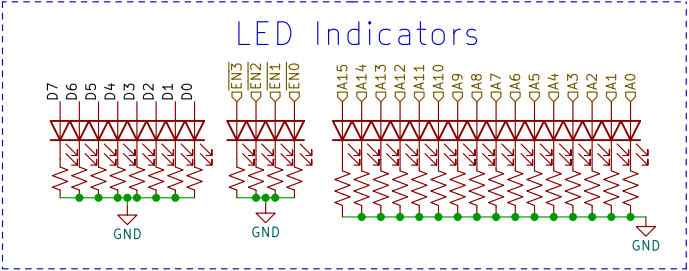 LED Indicators
D7 D6 D5 D4 D3 D2 D1 D0
EN3 EN2 EN1 EN0
A15 A14 A13 A12 A11 A10 A9 A8 A7 A6 A5 A4 A3 A2 A1 A0
GND
GND
GND